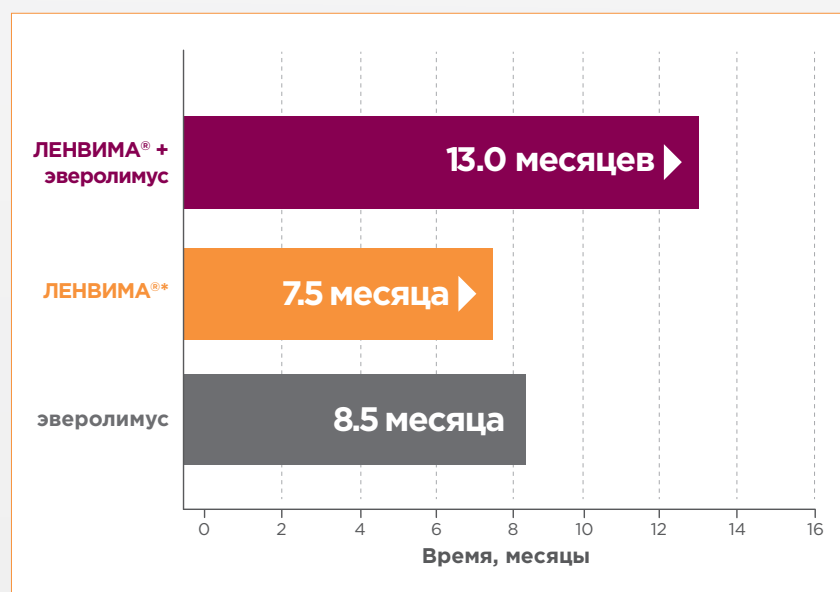 ЛЕНВИМА® +
эверолимус
13.0 месяцев
ЛЕНВИМА®*
7.5 месяца
эверолимус
8.5 месяца
0 2 4 6 8 10 12 14 16
Время, месяцы